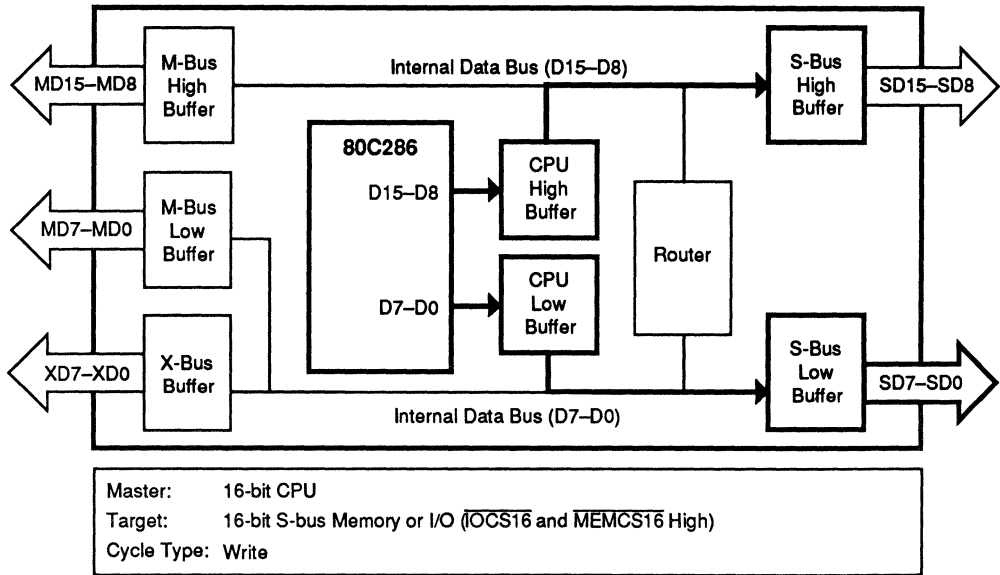 MD15–MD8
M-Bus
High
Buffer
Internal Data Bus (D15–D8)
S-Bus
High
Buffer
SD15–SD8
80C286
D15–D8
CPU
High
Buffer
MD7–MD0
M-Bus
Low
Buffer
Router
D7–D0
CPU
Low
Buffer
XD7–XD0
X-Bus
Buffer
S-Bus
Low
Buffer
SD7–SD0
Internal Data Bus (D7–D0)
Master: 16-bit CPU
Target: 16-bit S-bus Memory or I/O (IOCS16 and MEMCS16 High)
Cycle Type: Write